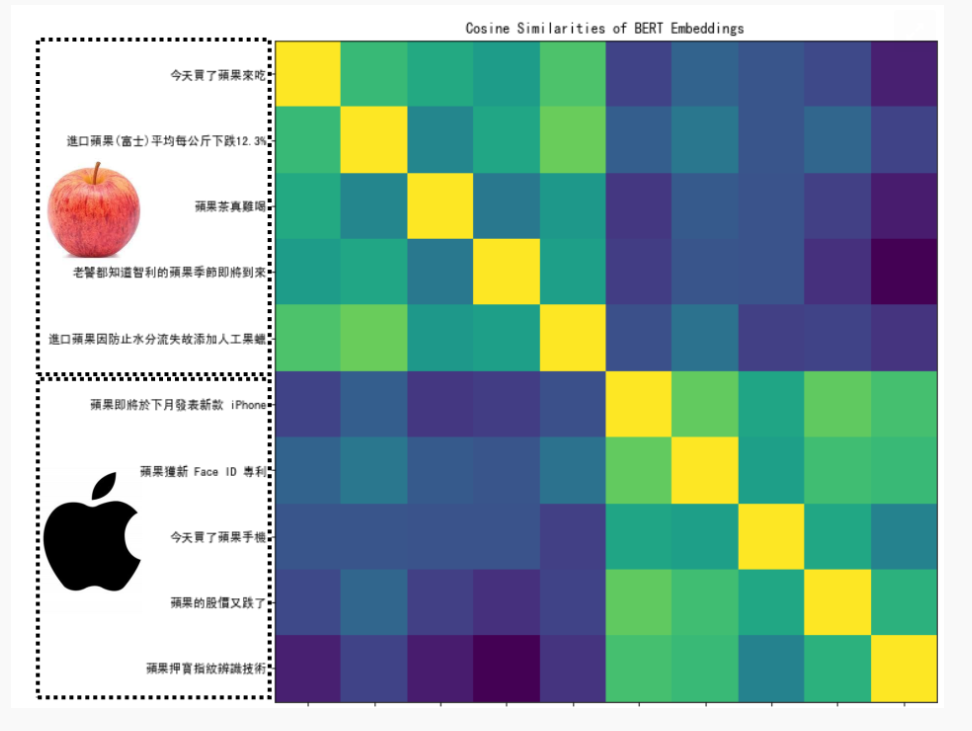 Cosine Similarities of BERT Embeddings
今天買了蘋果來吃
進口蘋果(富士)平均每公斤下跌12.3%
蘋果茶真難喝
老饕都知道智利的蘋果季節即將到來
進口蘋果因防止水分流失故添加人工果蠟
蘋果即將於下月發表新款 iPhone
蘋果獲新 Face ID 專利
今天買了蘋果手機
蘋果的股價又跌了
蘋果押寶指紋辨識技術